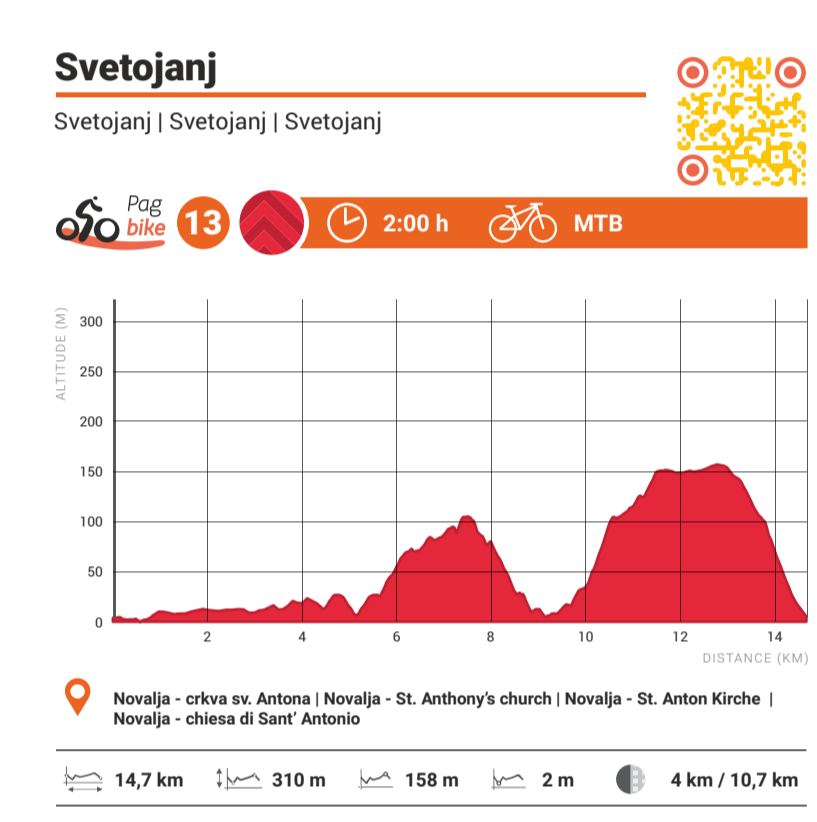 Svetojanj
Svetojanj | Svetojanj | Svetojanj
Pag
bike
13
2:00 h
MTB
ALTITUDE (M)
300
250
200
150
100
50
0
2 4 6 8 10 12 14
DISTANCE (KM)
Novalja - crkva sv. Antona | Novalja - St. Anthony's church | Novalja - St. Anton Kirche |
Novalja - chiesa di Sant’ Antonio
14,7 km 310 m 158 m 2 m 4 km / 10,7 km